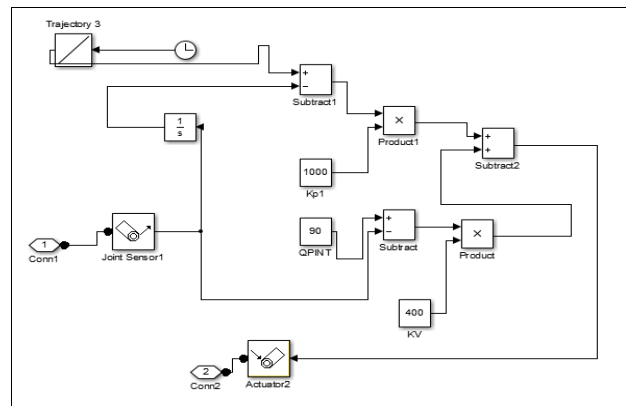 Trajectory 3
+
−
Subtract1
1
s
×
Product1
+
+
Subtract2
1000
Kp1
1
Conn1
Joint Sensor1
90
QPINT
+
−
Subtract
×
Product
400
KV
2
Conn2
Actuator2